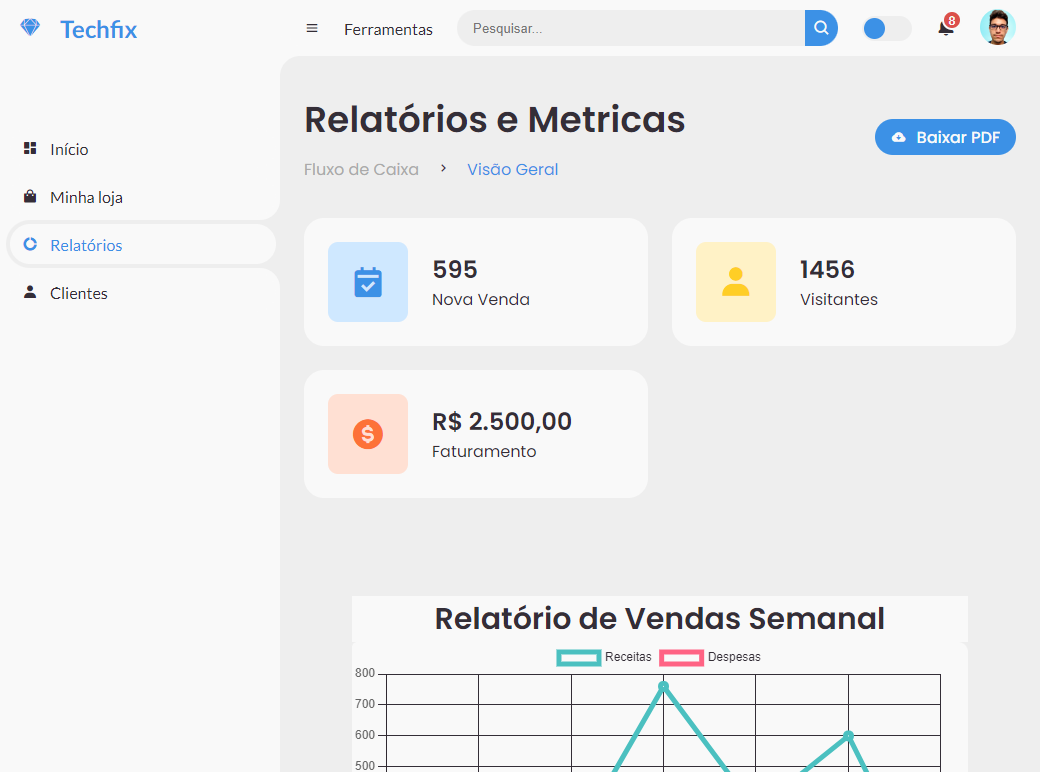 Techfix
Ferramentas
Pesquisar...
8
Início
Minha loja
Relatórios
Clientes
Relatórios e Metricas
Fluxo de Caixa
Visão Geral
Baixar PDF
595
Nova Venda
1456
Visitantes
$
R$ 2.500,00
Faturamento
Relatório de Vendas Semanal
Receitas Despesas
800
700
600
500